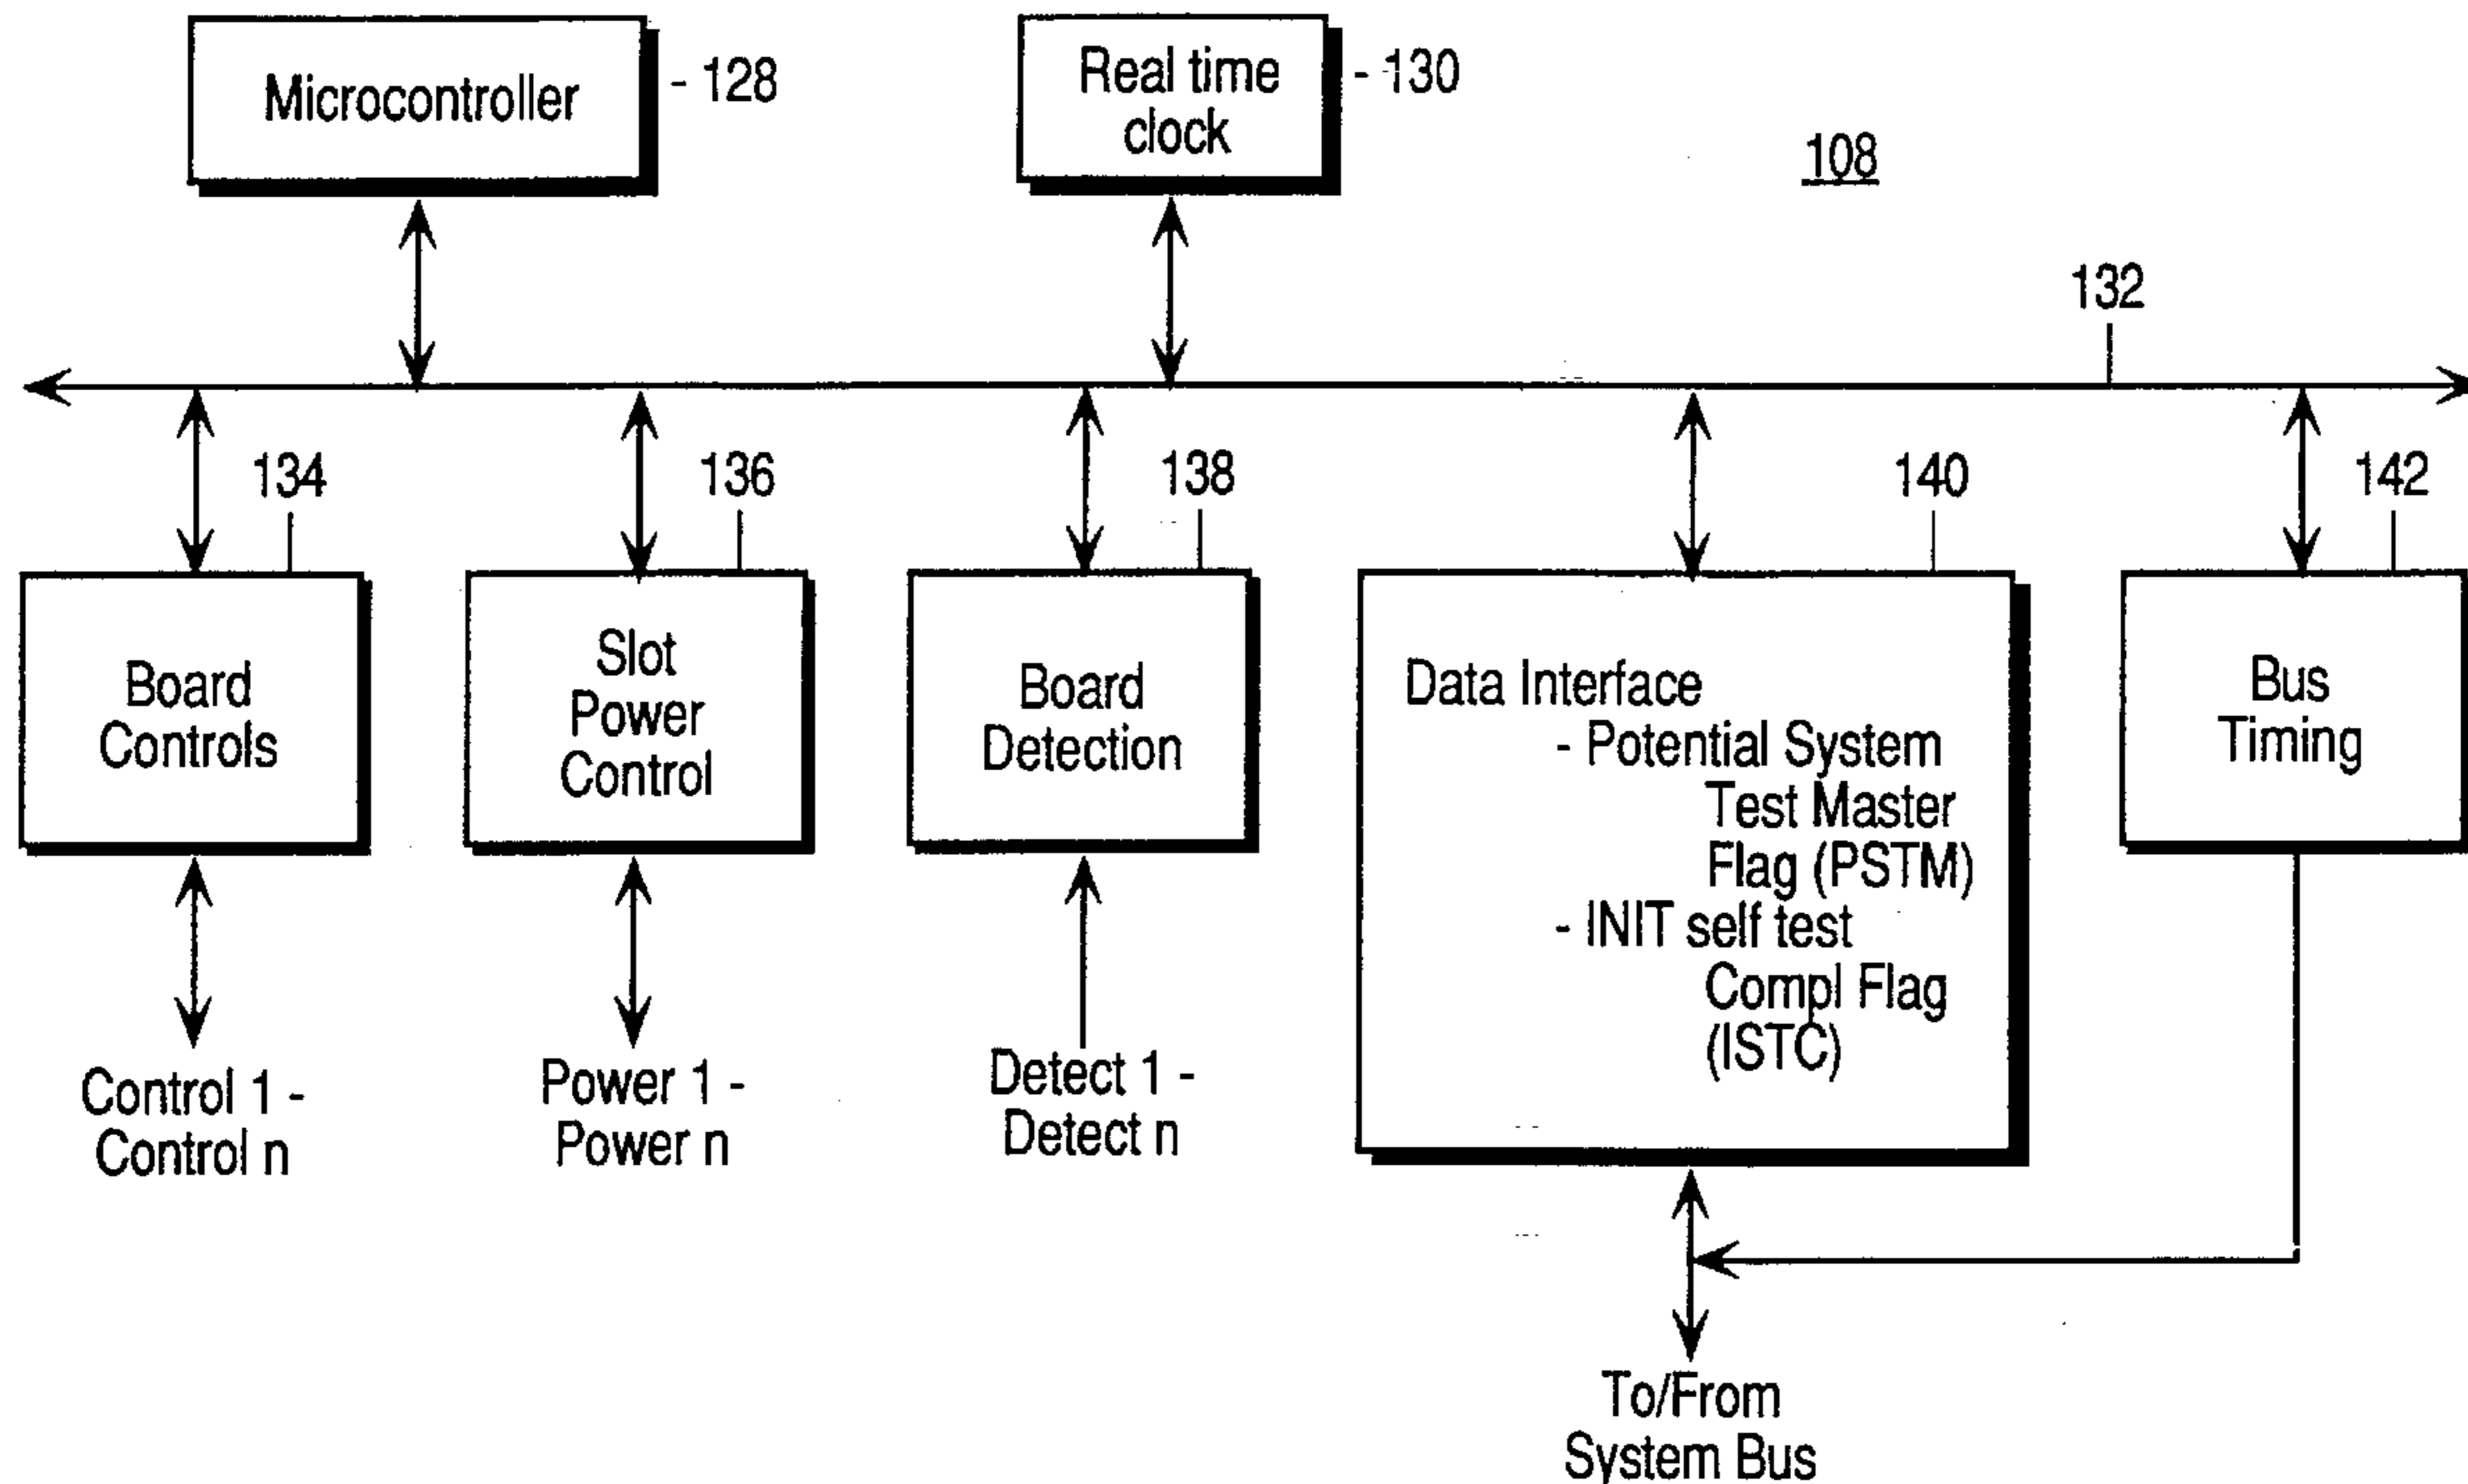 Microcontroller
- 128
Real time
clock
- 130
108
132
134
136
138
140
142
Board
Controls
Slot
Power
Control
Board
Detection
Data Interface
- Potential System
Test Master
Flag (PSTM)
- INIT self test
Compl Flag
(ISTC)
Bus
Timing
Control 1 -
Control n
Power 1 -
Power n
Detect 1 -
Detect n
To/From
System Bus